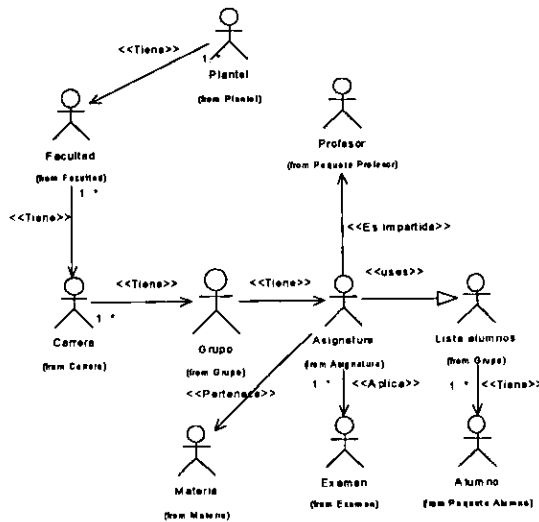 <<Tiene>>
1..*
Plantel
(from Plantel)
Facultad
(from Facultad)
1..*
<<Tiene>>
Profesor
(from Paquete Profesor)
<<Es impartida>>
<<Tiene>>
<<Tiene>>
<<uses>>
1..*
Carrera
(from Carrera)
Grupo
(from Grupo)
Asignatura
(from Asignatura)
Lista alumnos
(from Grupo)
1..*
<<Aplica>>
1..*
<<Tiene>>
<<Pertenece>>
Materia
(from Materia)
Examen
(from Examen)
Alumno
(from Paquete Alumno)